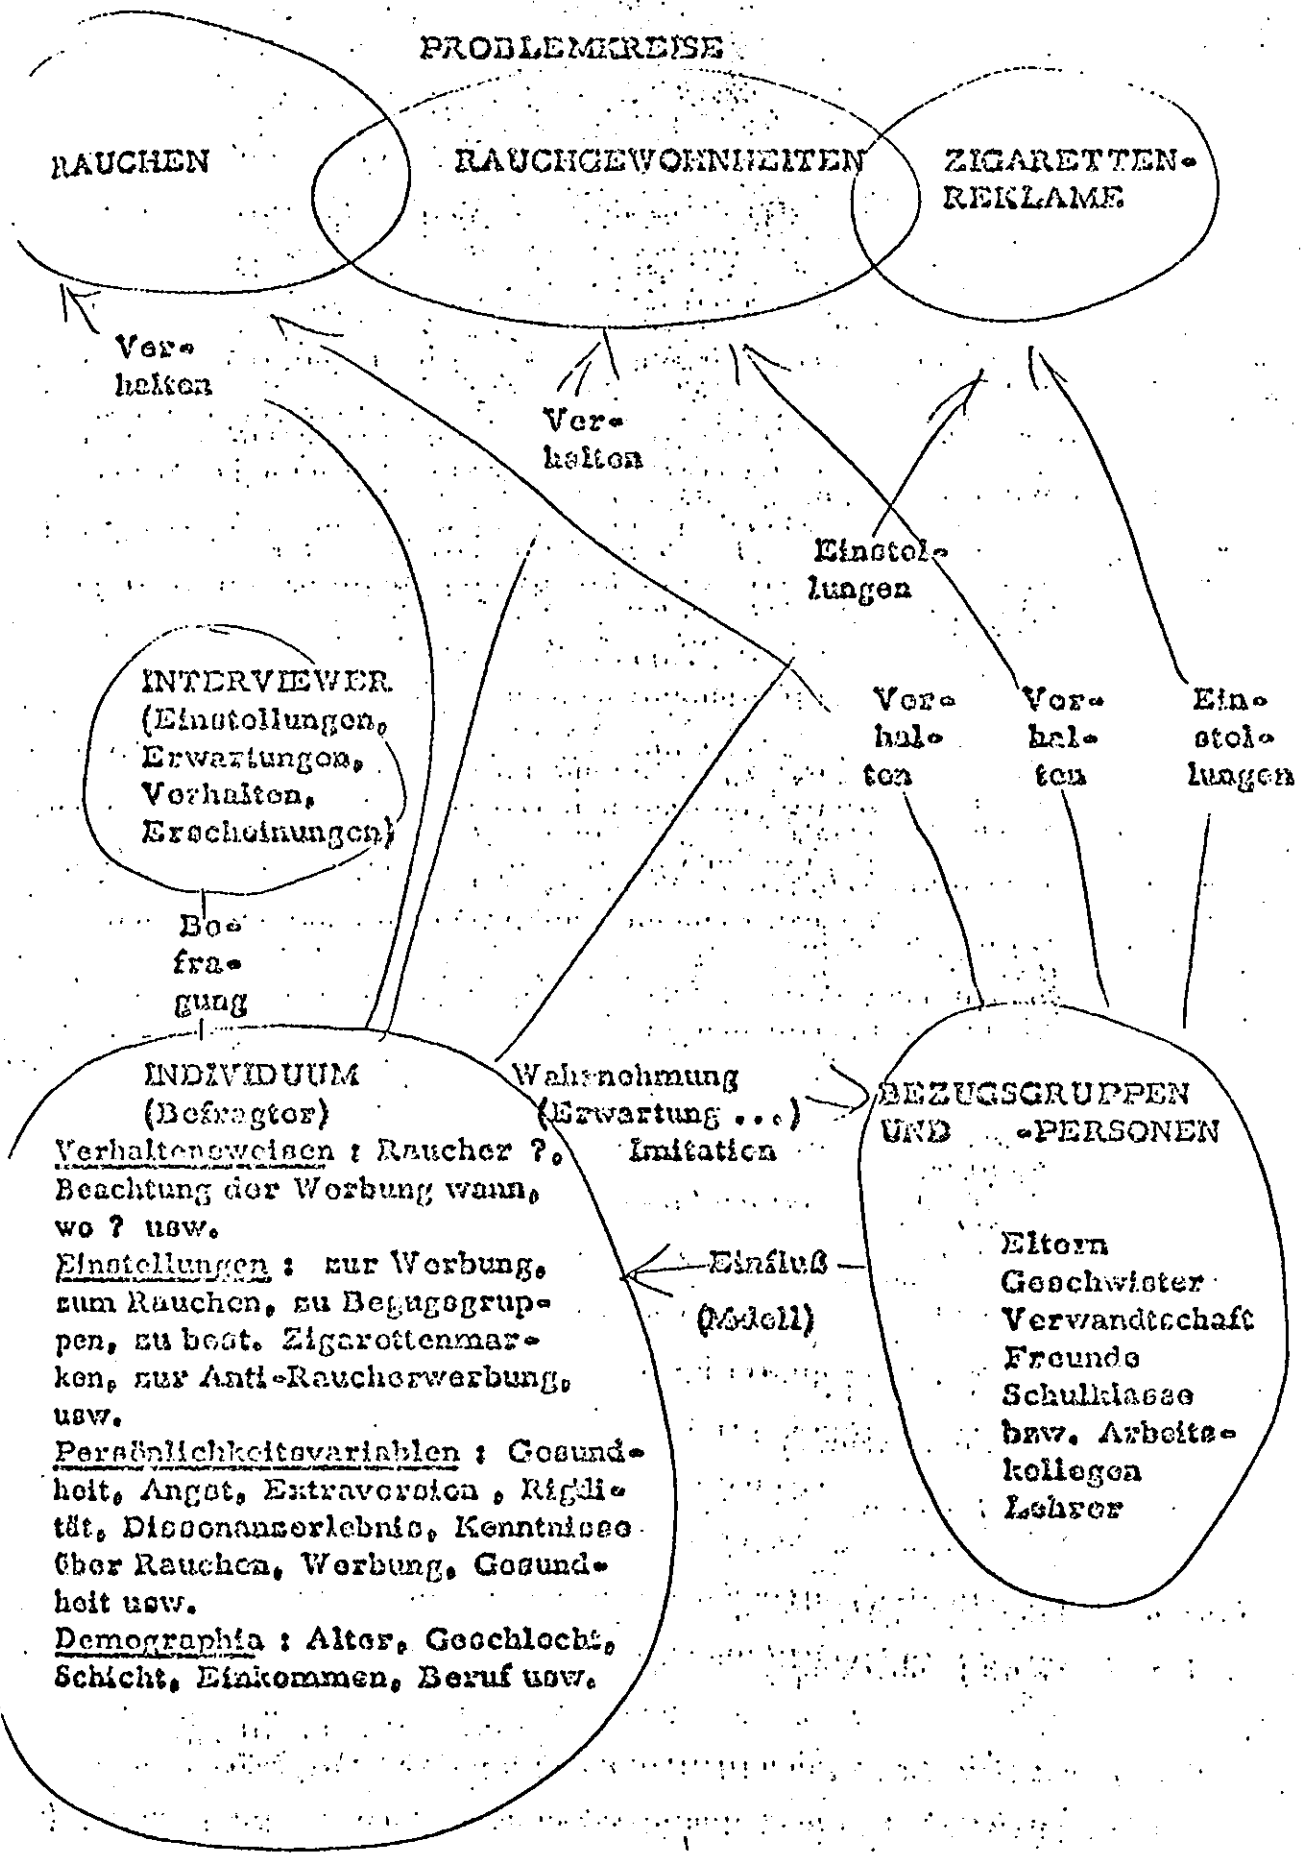 PROBLEMKREISE
RAUCHEN
RAUCHGEWOHNHEITEN
ZIGARETTEN-
REKLAME
Ver-
halten
Ver-
halten
Einstel-
lungen
INTERVIEWER
(Einstellungen,
Erwartungen,
Verhalten,
Erscheinungen)
Ver-
hal-
ten
Ver-
hal-
ten
Ein-
stel-
lungen
Be-
fra-
gung
INDIVIDUUM
(Befragter)
Verhaltensweisen : Raucher ?,
Beachtung der Werbung wann,
wo ? usw.
Einstellungen : zur Werbung,
zum Rauchen, zu Bezugsgrup-
pen, zu best. Zigarettenmar-
ken, zur Anti-Raucherwerbung,
usw.
Persönlichkeitsvariablen : Gesund-
heit, Angst, Extraversion , Rigidi-
tät, Dissonanzerlebnis, Kenntnisse
über Rauchen, Werbung, Gesund-
heit usw.
Demographia : Alter, Geschlecht,
Schicht, Einkommen, Beruf usw.
Wahrnehmung
(Erwartung ...)
Imitation
Einfluß
(Modell)
BEZUGSGRUPPEN
UND -PERSONEN
Eltern
Geschwister
Verwandtschaft
Freunde
Schulklasse
bzw. Arbeits-
kollegen
Lehrer